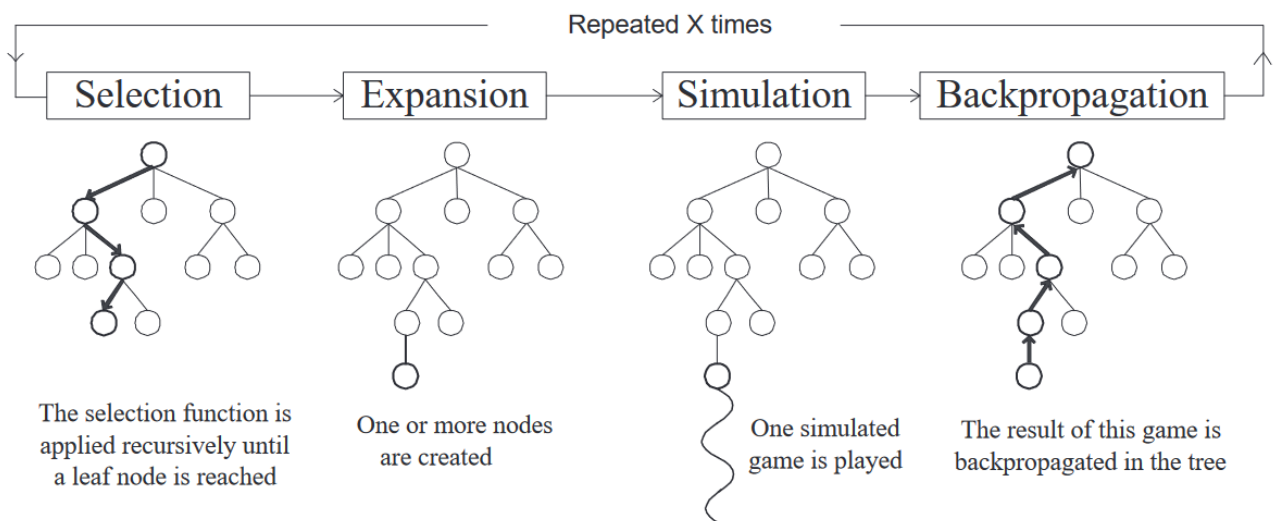 Repeated X times
Selection
Expansion
Simulation
Backpropagation
The selection function is
applied recursively until
a leaf node is reached
One or more nodes
are created
One simulated
game is played
The result of this game is
backpropagated in the tree